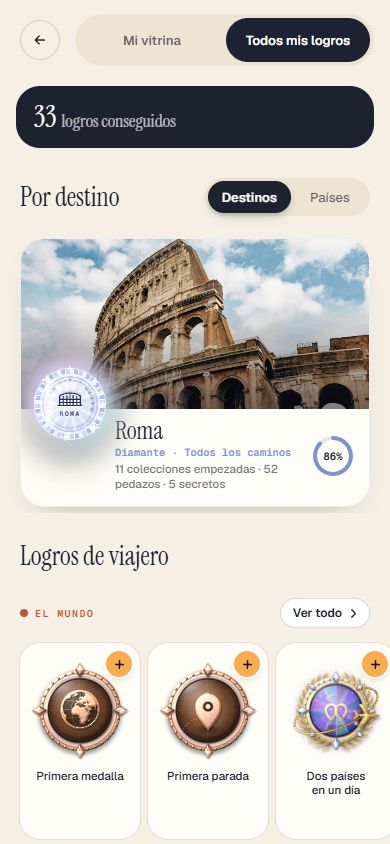 Mi vitrina
Todos mis logros
33 logros conseguidos
Por destino
Destinos
Países
ROMA
Roma
Diamante · Todos los caminos
11 colecciones empezadas · 52
pedazos · 5 secretos
86%
Logros de viajero
EL MUNDO
Ver todo
Primera medalla
Primera parada
Dos países
en un día